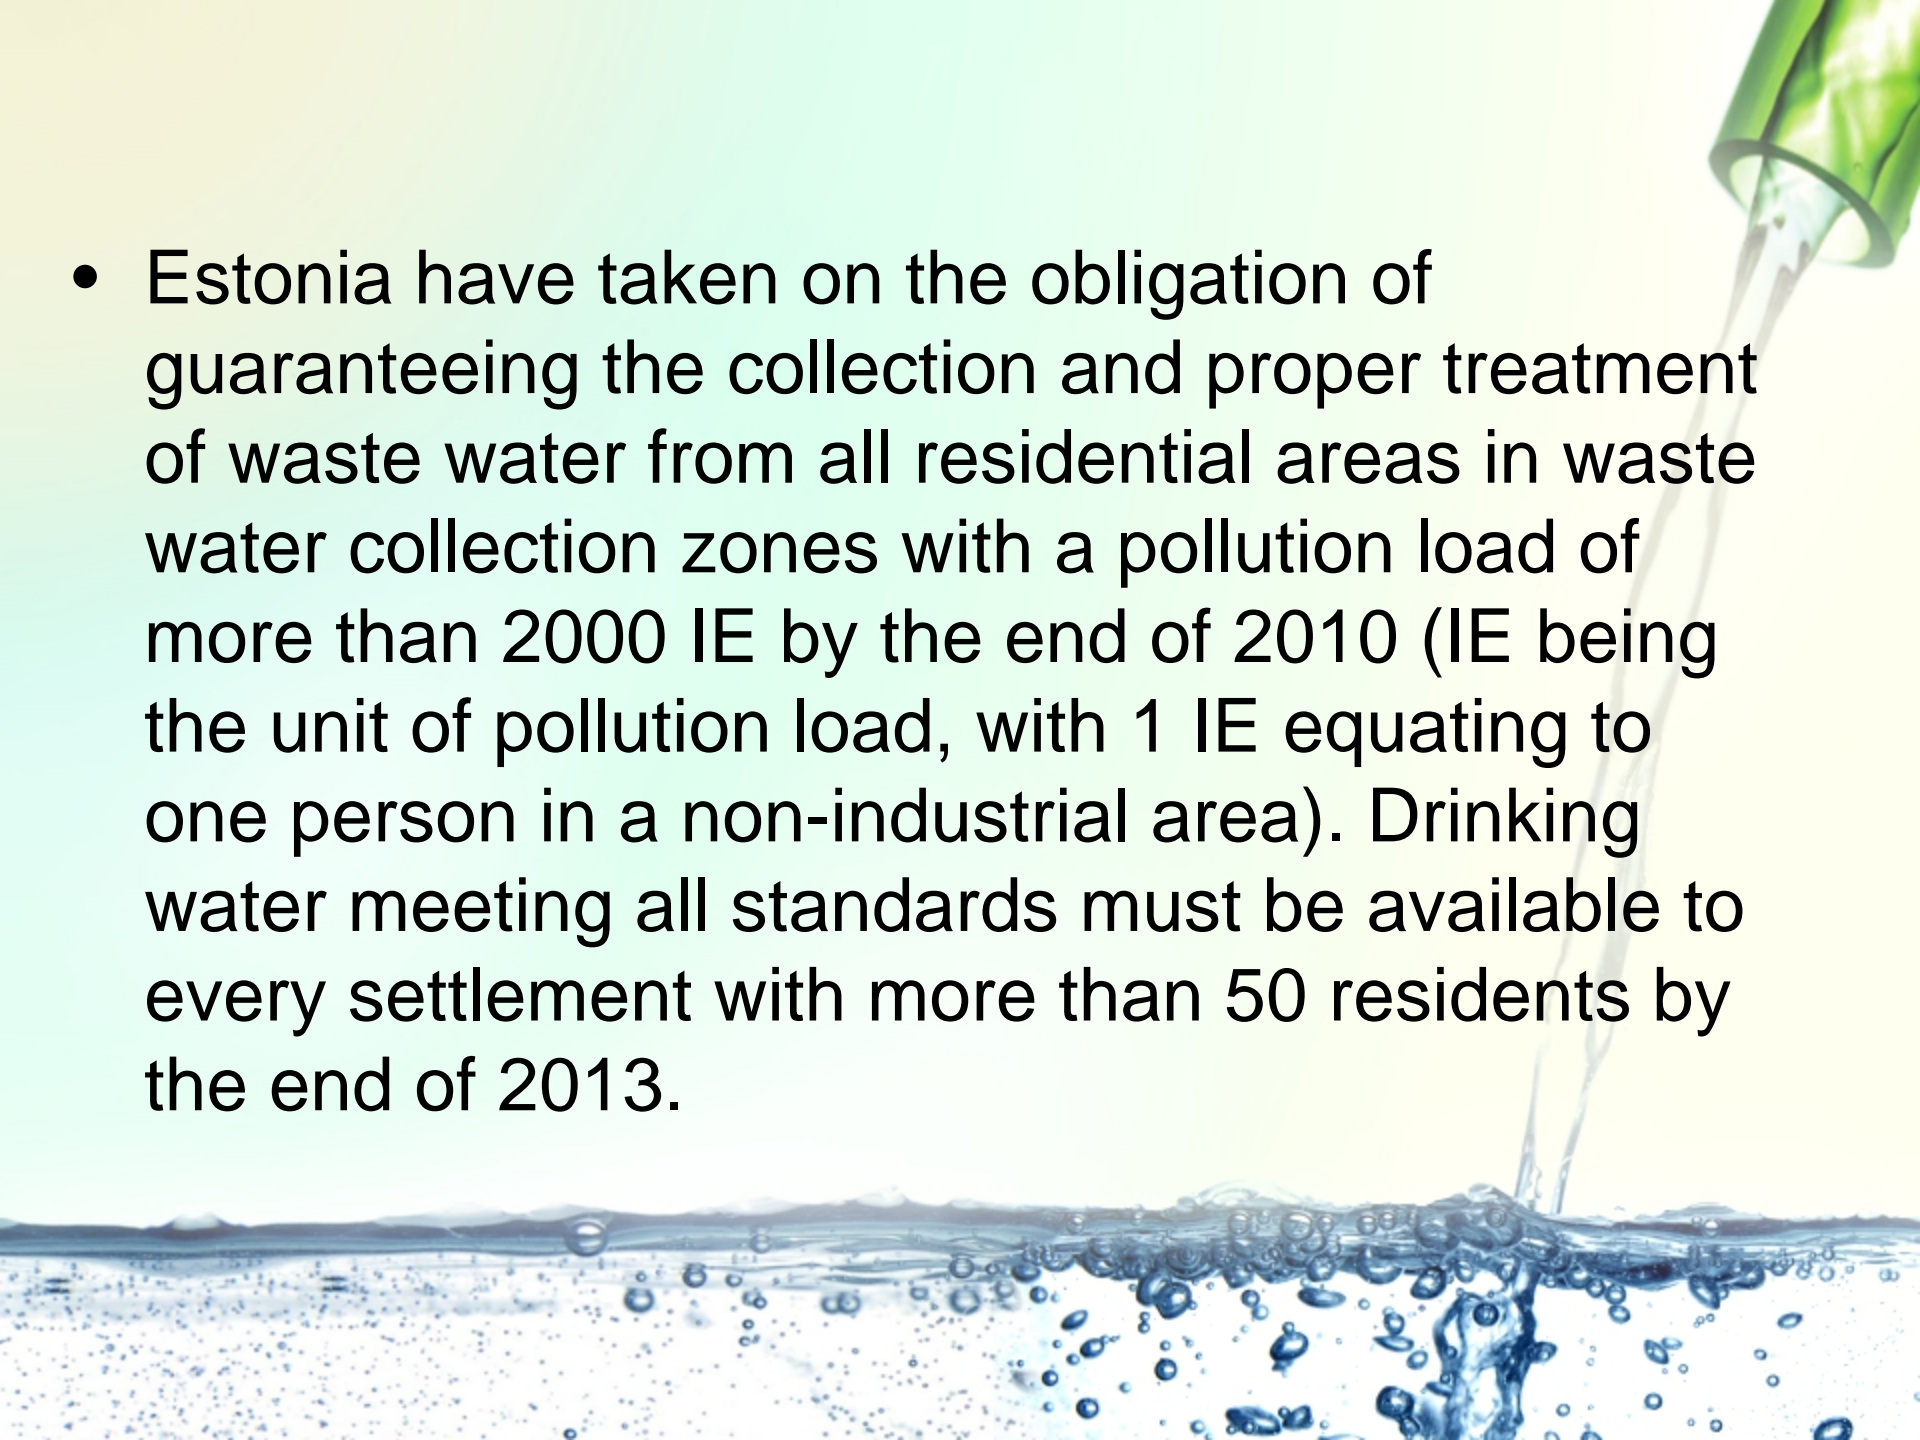 • Estonia have taken on the obligation of
guaranteeing the collection and proper treatment
of waste water from all residential areas in waste
water collection zones with a pollution load of
more than 2000 IE by the end of 2010 (IE being
the unit of pollution load, with 1 IE equating to
one person in a non-industrial area). Drinking
water meeting all standards must be available to
every settlement with more than 50 residents by
the end of 2013.